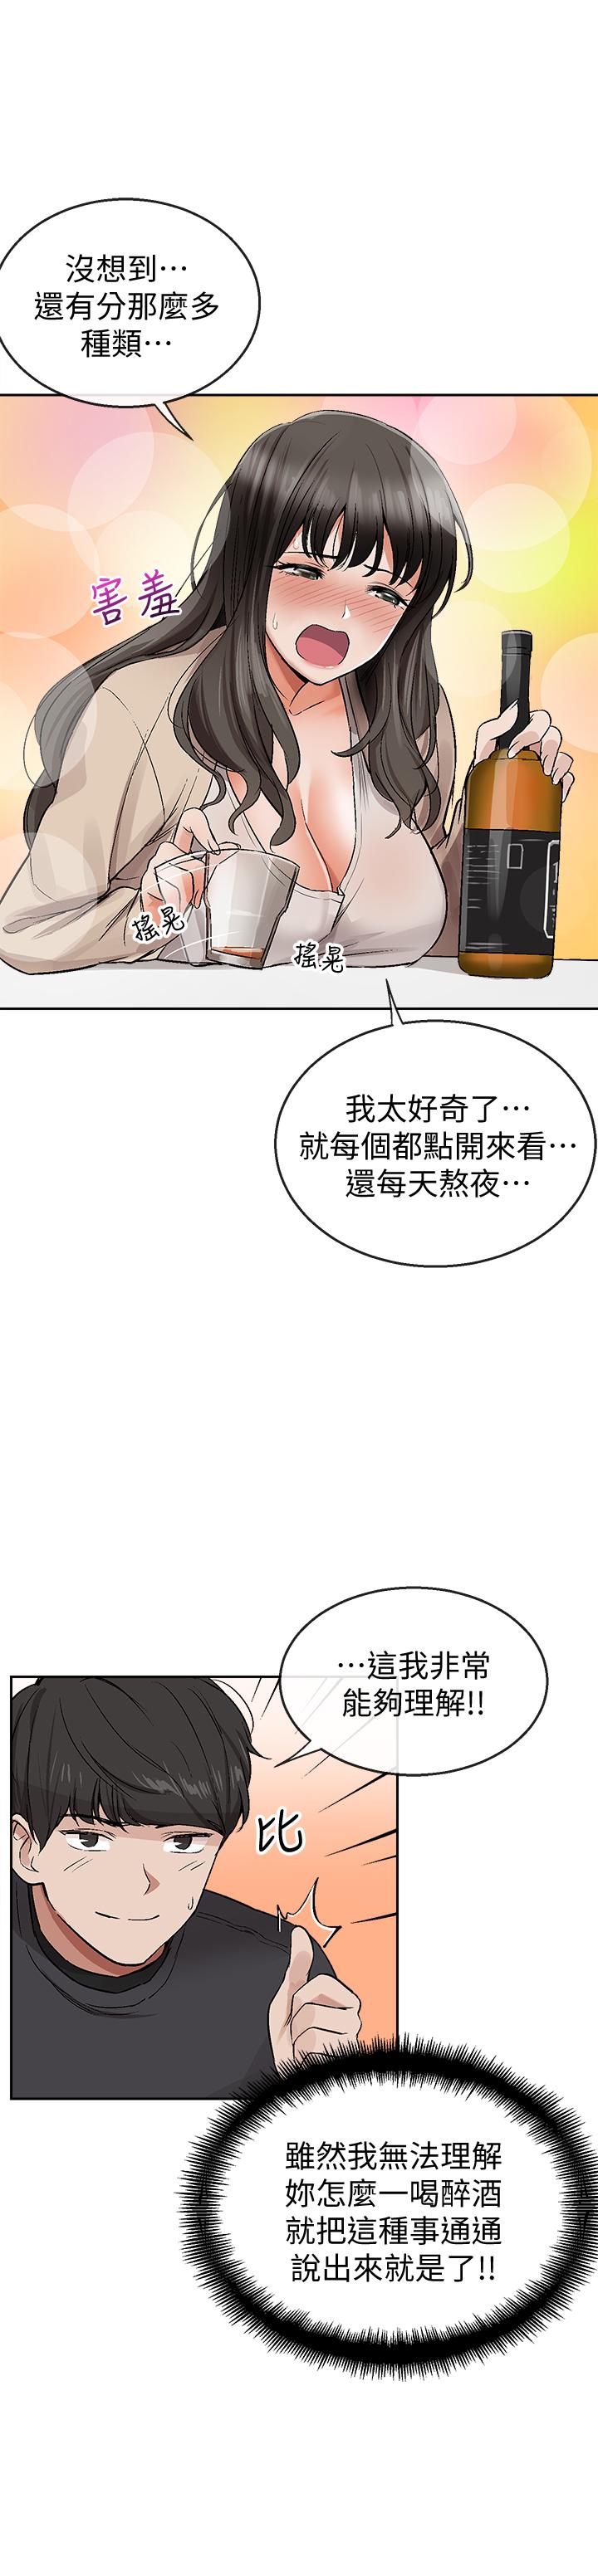 沒想到⋯
還有分那麼多
種類⋯
害羞
搖晃
搖晃
我太好奇了⋯
就每個都點開來看⋯
還每天熬夜⋯
⋯這我非常
能夠理解!!
比
雖然我無法理解
妳怎麼一喝醉酒
就把這種事通通
說出來就是了!!